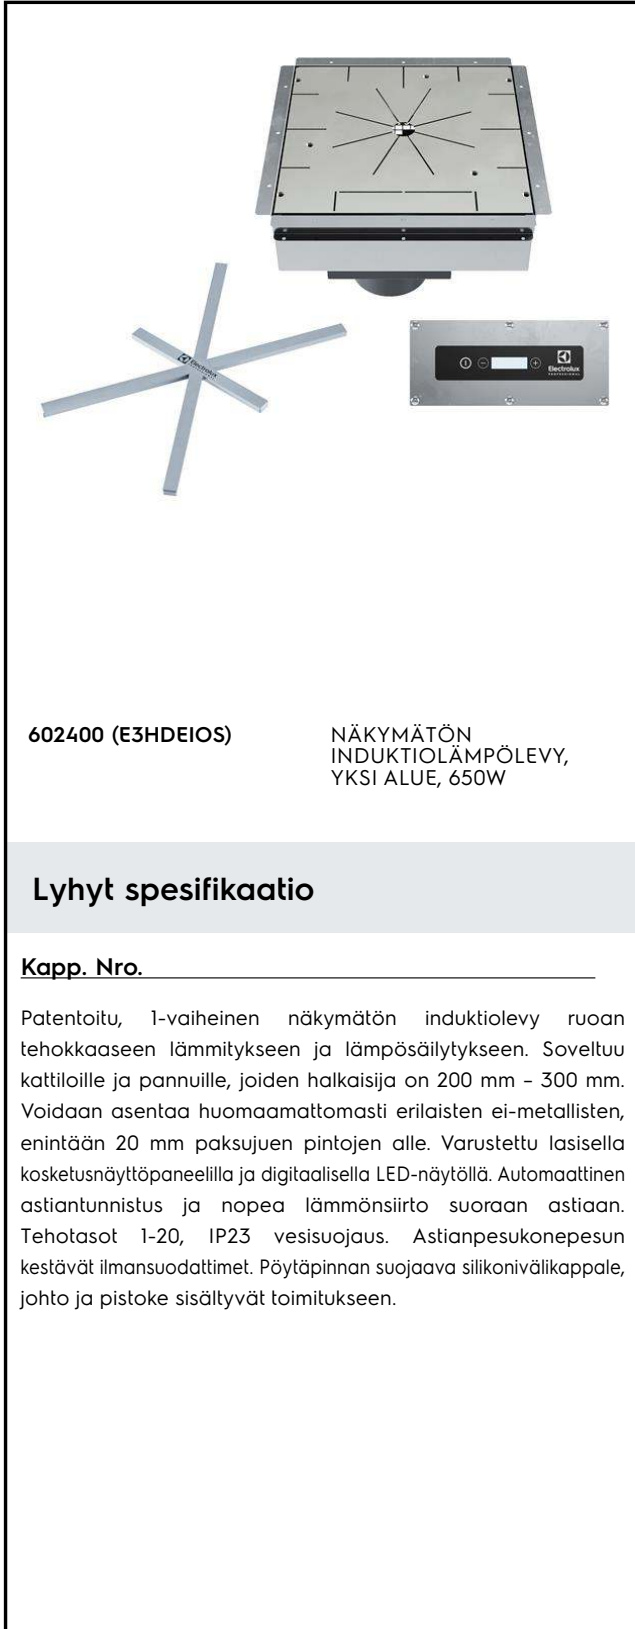 Electrolux
Electrolux
PROFESSIONAL
602400 (E3HDEIOS)
NÄKYMÄTÖN
INDUKTIOLÄMPÖLEVY,
YKSI ALUE, 650W
Lyhyt spesifikaatio
Kapp. Nro.
Patentoitu, 1-vaiheinen näkymätön induktiolevy ruoan
tehokkaaseen lämmitykseen ja lämpösäilytykseen. Soveltuu
kattiloille ja pannuille, joiden halkaisija on 200 mm – 300 mm.
Voidaan asentaa huomaamattomasti erilaisten ei-metallisten,
enintään 20 mm paksujuen pintojen alle. Varustettu lasisella
kosketusnäyttöpaneelilla ja digitaalisella LED-näytöllä. Automaattinen
astiantunnistus ja nopea lämmönsiirto suoraan astiaan.
Tehotasot 1-20, IP23 vesisuojaus. Astianpesukonepesun
kestävät ilmansuodattimet. Pöytäpinnan suojaava silikonivälikappale,
johto ja pistoke sisältyvät toimitukseen.